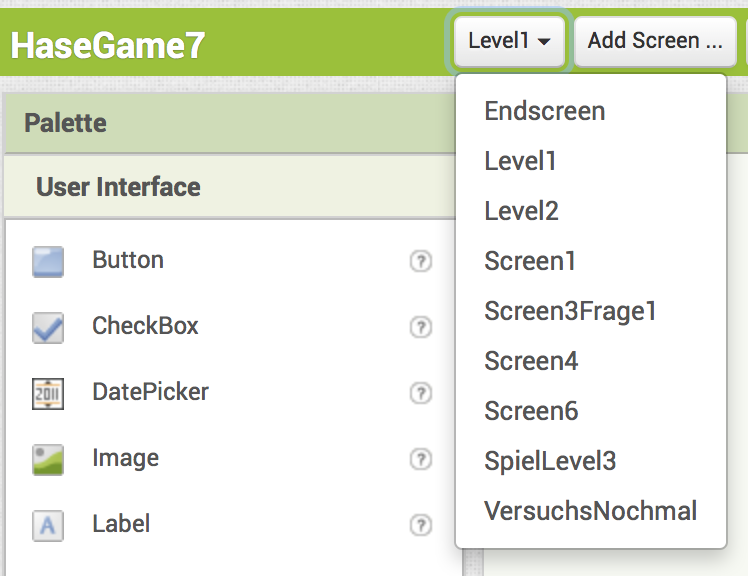 HaseGame7
Level1
Add Screen ...
Palette
User Interface
Button
?
CheckBox
?
DatePicker
?
2011
Image
?
Label
?
A
Endscreen
Level1
Level2
Screen1
Screen3Frage1
Screen4
Screen6
SpielLevel3
VersuchsNochmal